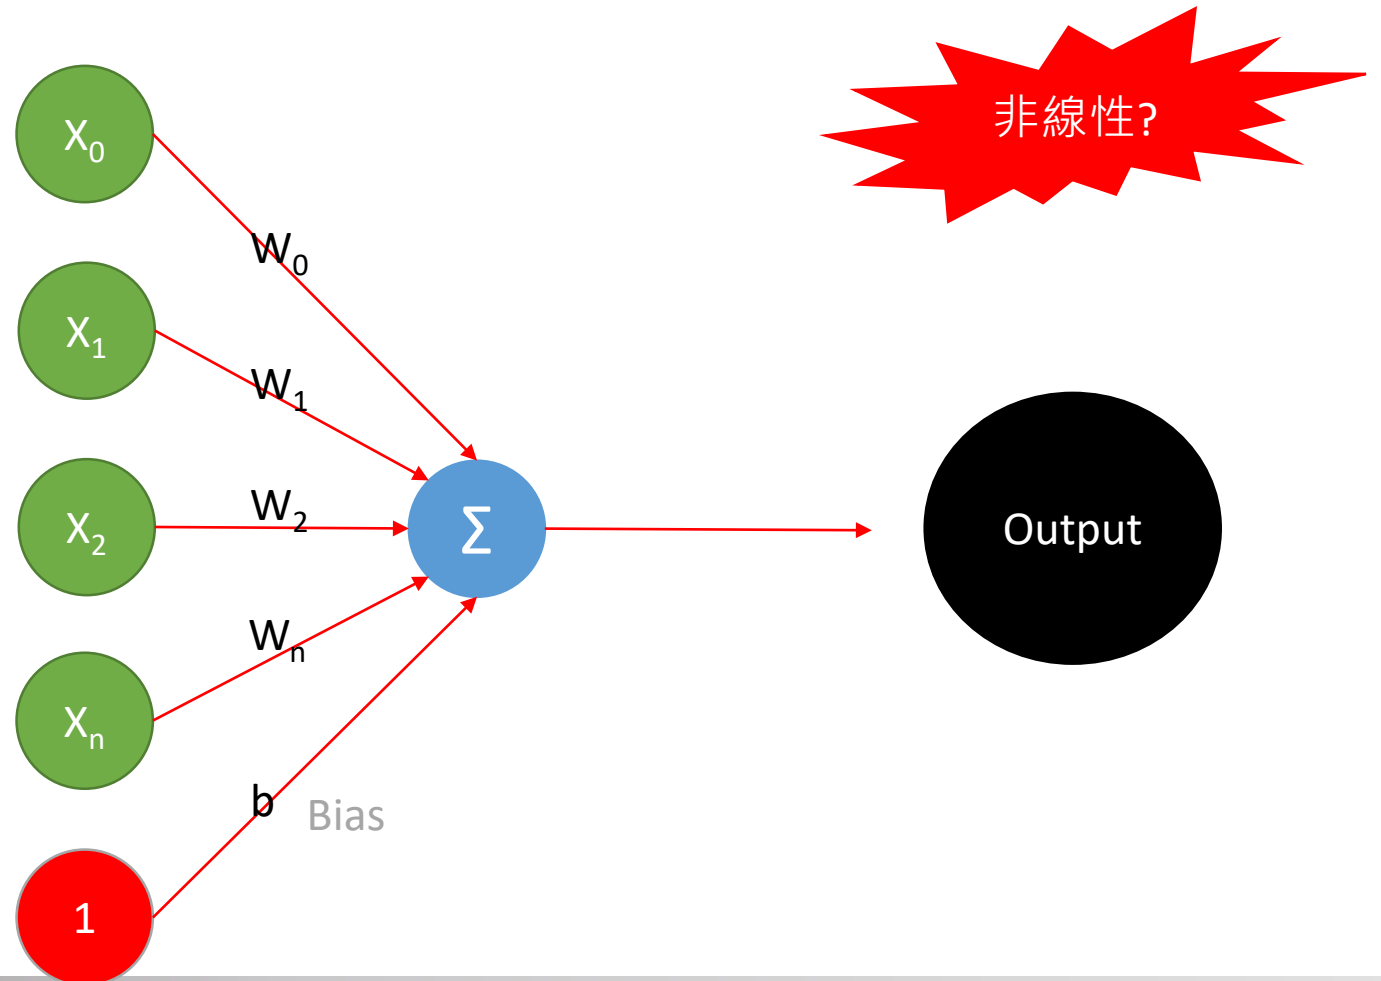 非線性?
X₀
W₀
X₁
W₁
X₂
W₂
Σ
Output
Xₙ
Wₙ
b
Bias
1